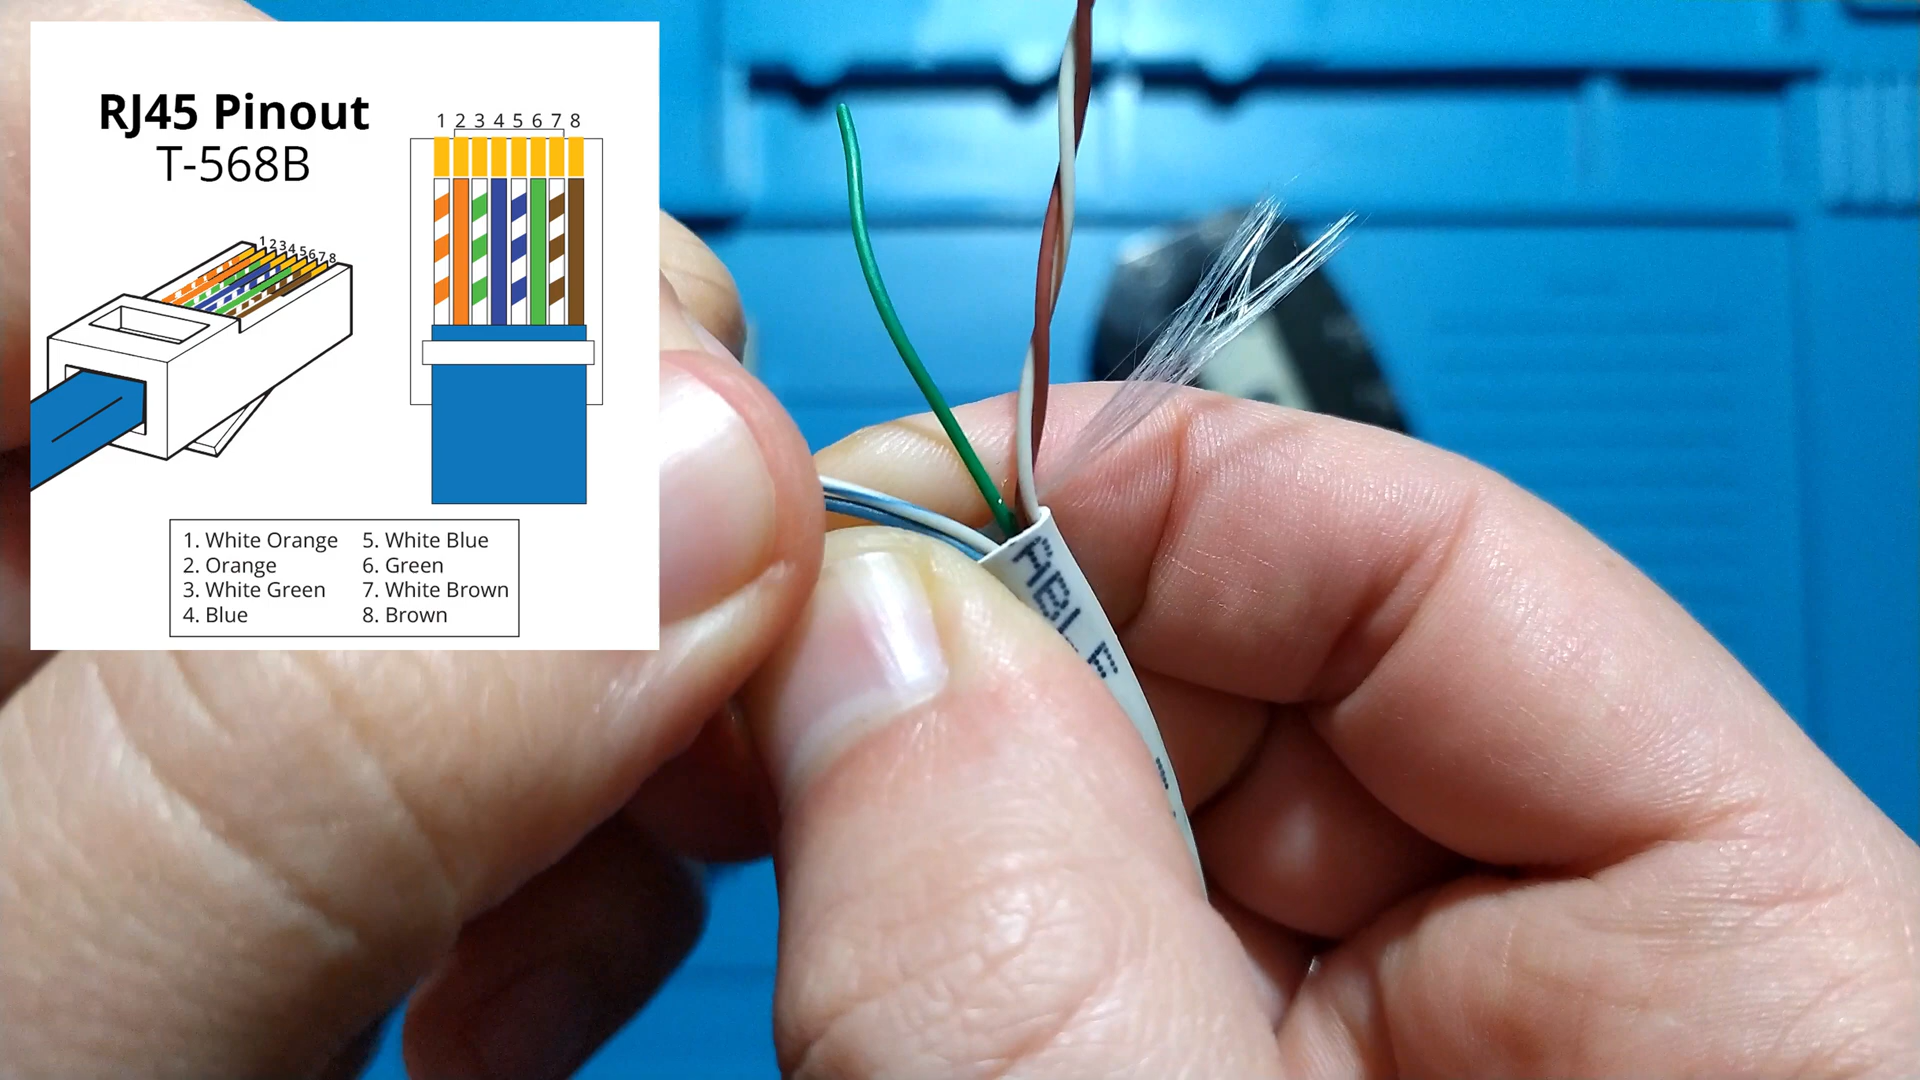 RJ45 Pinout
T-568B
1 2 3 4 5 6 7 8
1 2 3 4 5 6 7 8
1. White Orange
2. Orange
3. White Green
4. Blue
5. White Blue
6. Green
7. White Brown
8. Brown
ABLE